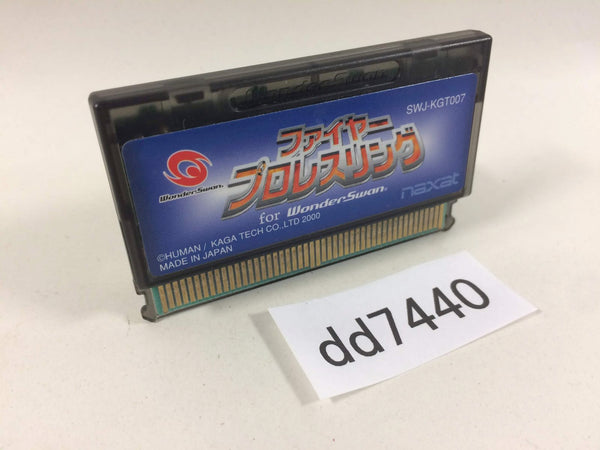 WonderSwan
SWJ-KGT007
ファイヤー
プロレスリング
WonderSwan
for WonderSwan
naxat
©HUMAN / KAGA TECH CO.,LTD 2000
MADE IN JAPAN
dd7440